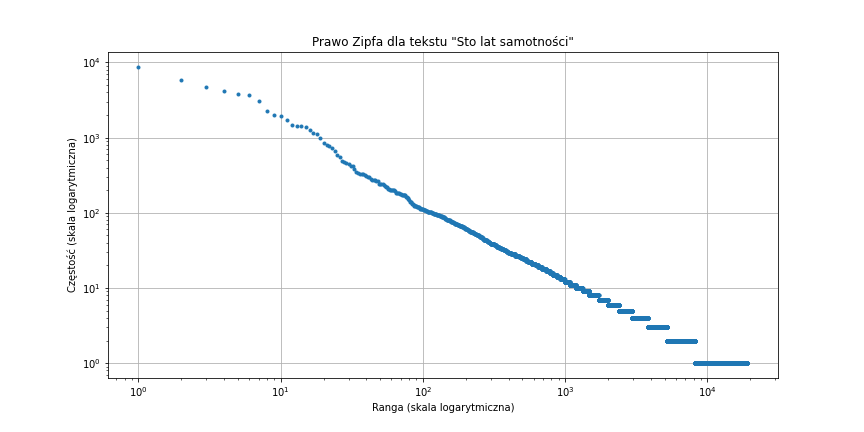 Prawo Zipfa dla tekstu "Sto lat samotności"
Częstość (skala logarytmiczna)
10⁴
10³
10²
10¹
10⁰
10⁰ 10¹ 10² 10³ 10⁴
Ranga (skala logarytmiczna)